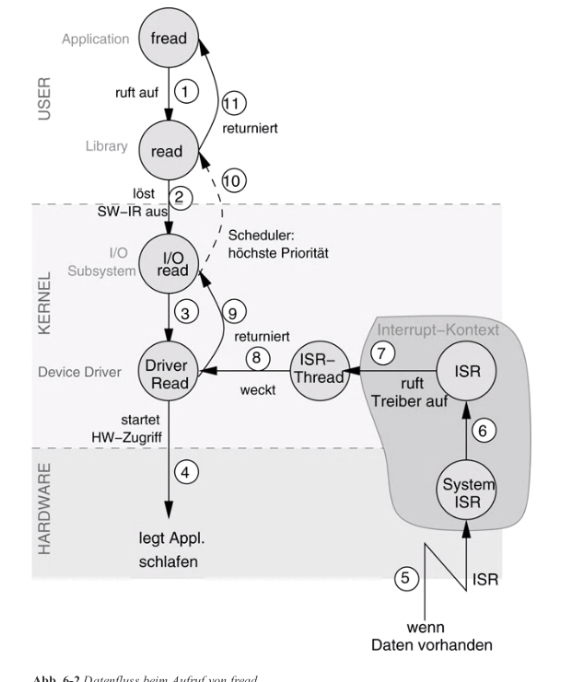 Application
fread
USER
ruft auf
1
11
returniert
Library
read
10
löst
2
SW-IR aus
Scheduler:
höchste Priorität
I/O
Subsystem
I/O
read
KERNEL
3
9
returniert
Interrupt-Kontext
Device Driver
Driver
Read
8
weckt
ISR-
Thread
7
ruft
Treiber auf
ISR
startet
HW-Zugriff
6
HARDWARE
4
System
ISR
legt Appl.
schlafen
5
ISR
wenn
Daten vorhanden
Abb. 6-2 Datenfluss beim Aufruf von fread